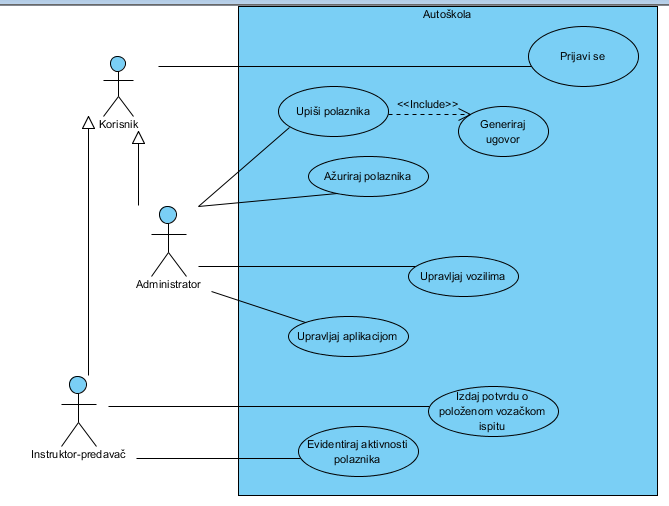 Autoškola
Prijavi se
Korisnik
Upiši polaznika
<<Include>>
Generiraj
ugovor
Ažuriraj polaznika
Administrator
Upravljaj vozilima
Upravljaj aplikacijom
Izdaj potvrdu o
položenom vozačkom
ispitu
Instruktor-predavač
Evidentiraj aktivnosti
polaznika